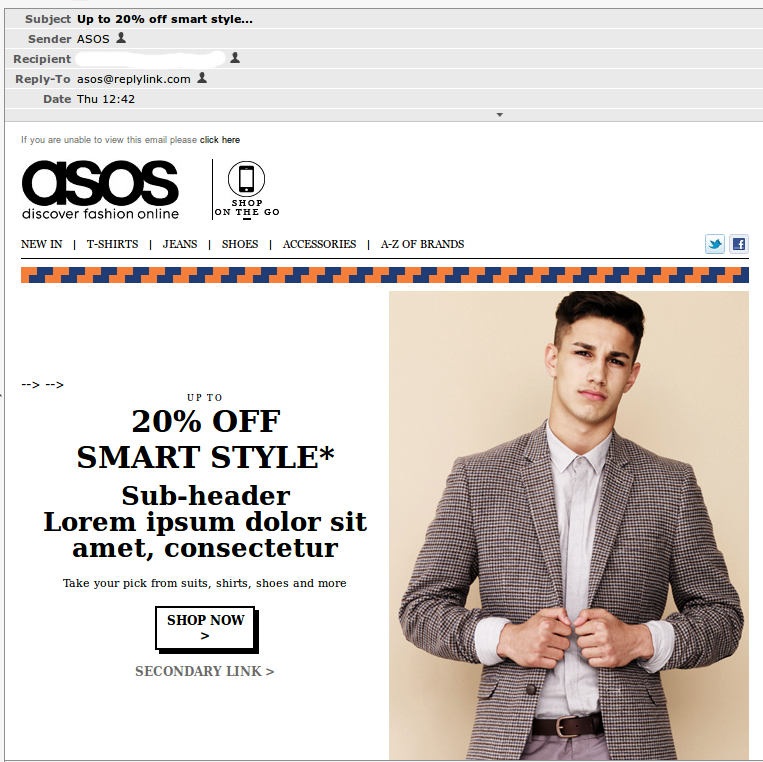 Subject Up to 20% off smart style...
Sender ASOS
Recipient
Reply-To asos@replylink.com
Date Thu 12:42
If you are unable to view this email please click here
asos
discover fashion online
SHOP
ON THE GO
NEW IN | T-SHIRTS | JEANS | SHOES | ACCESSORIES | A-Z OF BRANDS
--> -->
UP TO
20% OFF
SMART STYLE*
Sub-header
Lorem ipsum dolor sit
amet, consectetur
Take your pick from suits, shirts, shoes and more
SHOP NOW
>
SECONDARY LINK >